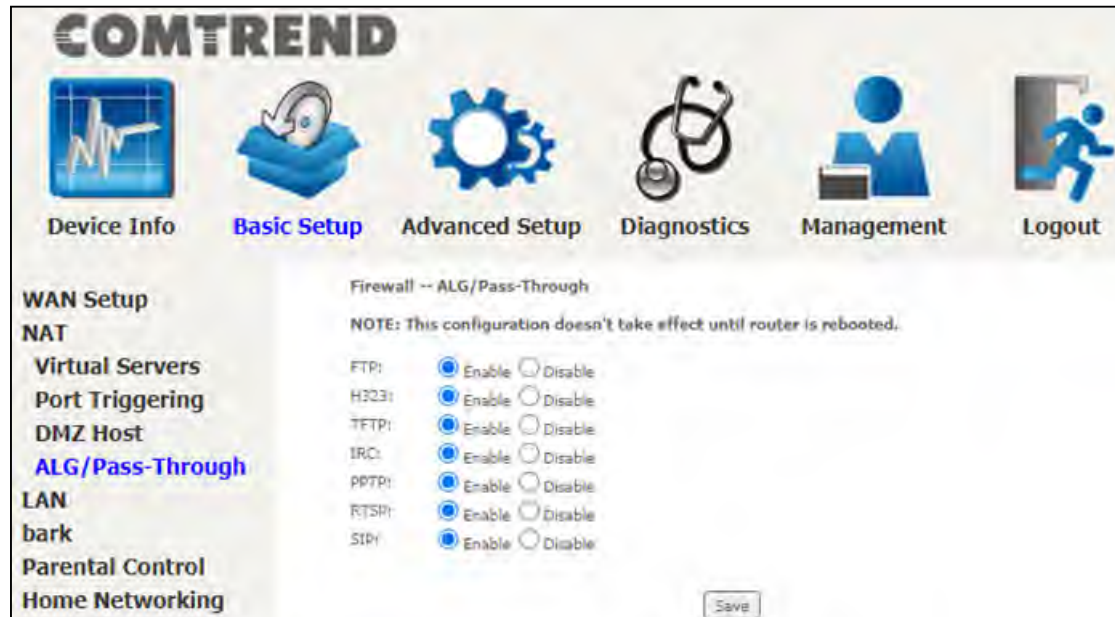 COMTREND
Device Info Basic Setup Advanced Setup Diagnostics Management Logout
WAN Setup
NAT
Virtual Servers
Port Triggering
DMZ Host
ALG/Pass-Through
LAN
bark
Parental Control
Home Networking
Firewall -- ALG/Pass-Through
NOTE: This configuration doesn't take effect until router is rebooted.
FTP: Enable Disable
H323: Enable Disable
TFTP: Enable Disable
IRC: Enable Disable
PPTP: Enable Disable
RTSP: Enable Disable
SIP: Enable Disable
Save